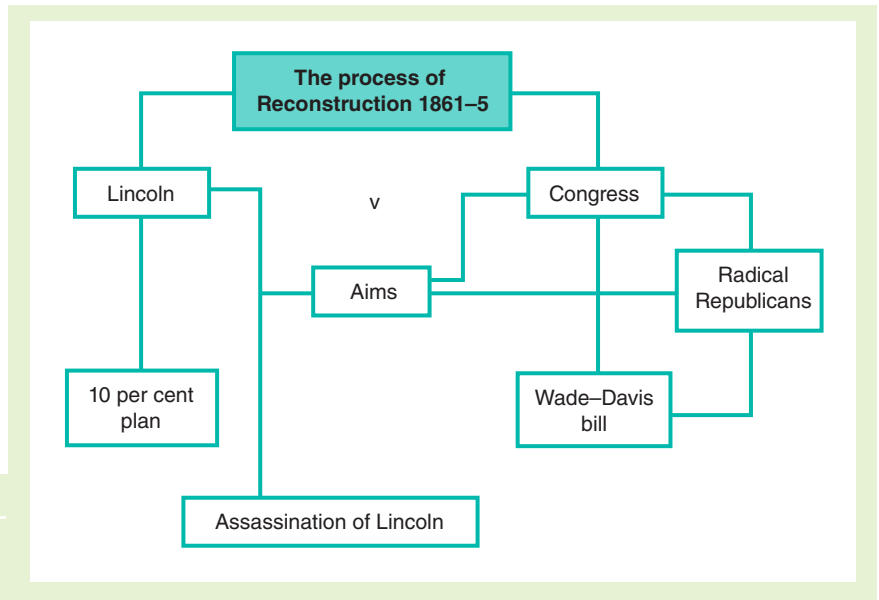 The process of
Reconstruction 1861–5
Lincoln
v
Congress
Aims
Radical
Republicans
10 per cent
plan
Wade–Davis
bill
Assassination of Lincoln